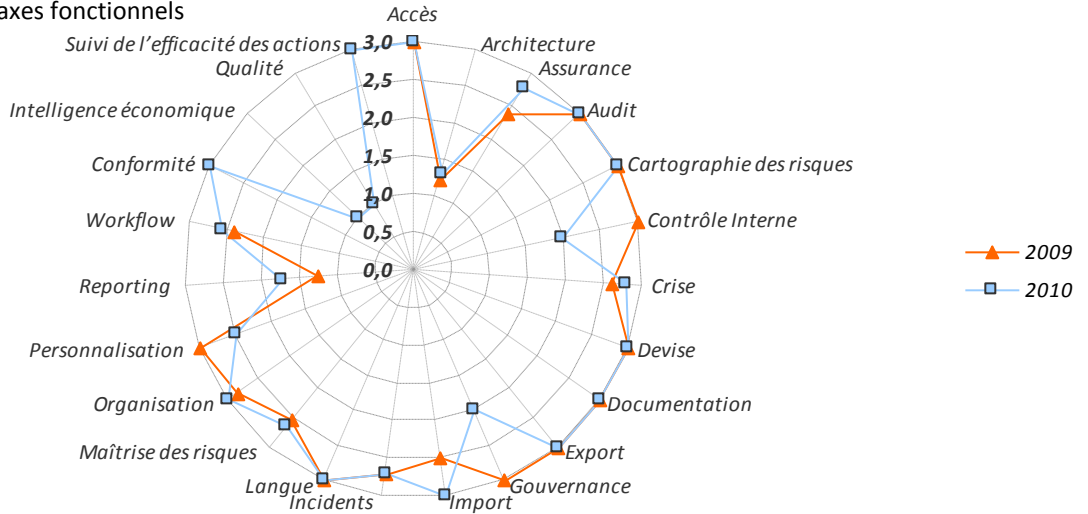 axes fonctionnels
Accès
Suivi de l'efficacité des actions
3,0
Architecture
Qualité
2,5
Assurance
Intelligence économique
2,0
Audit
Conformité
1,5
Cartographie des risques
1,0
Workflow
0,5
Contrôle Interne
0,0
Reporting
Crise
2009
2010
Personnalisation
Devise
Organisation
Documentation
Maîtrise des risques
Export
Langue
Gouvernance
Incidents
Import